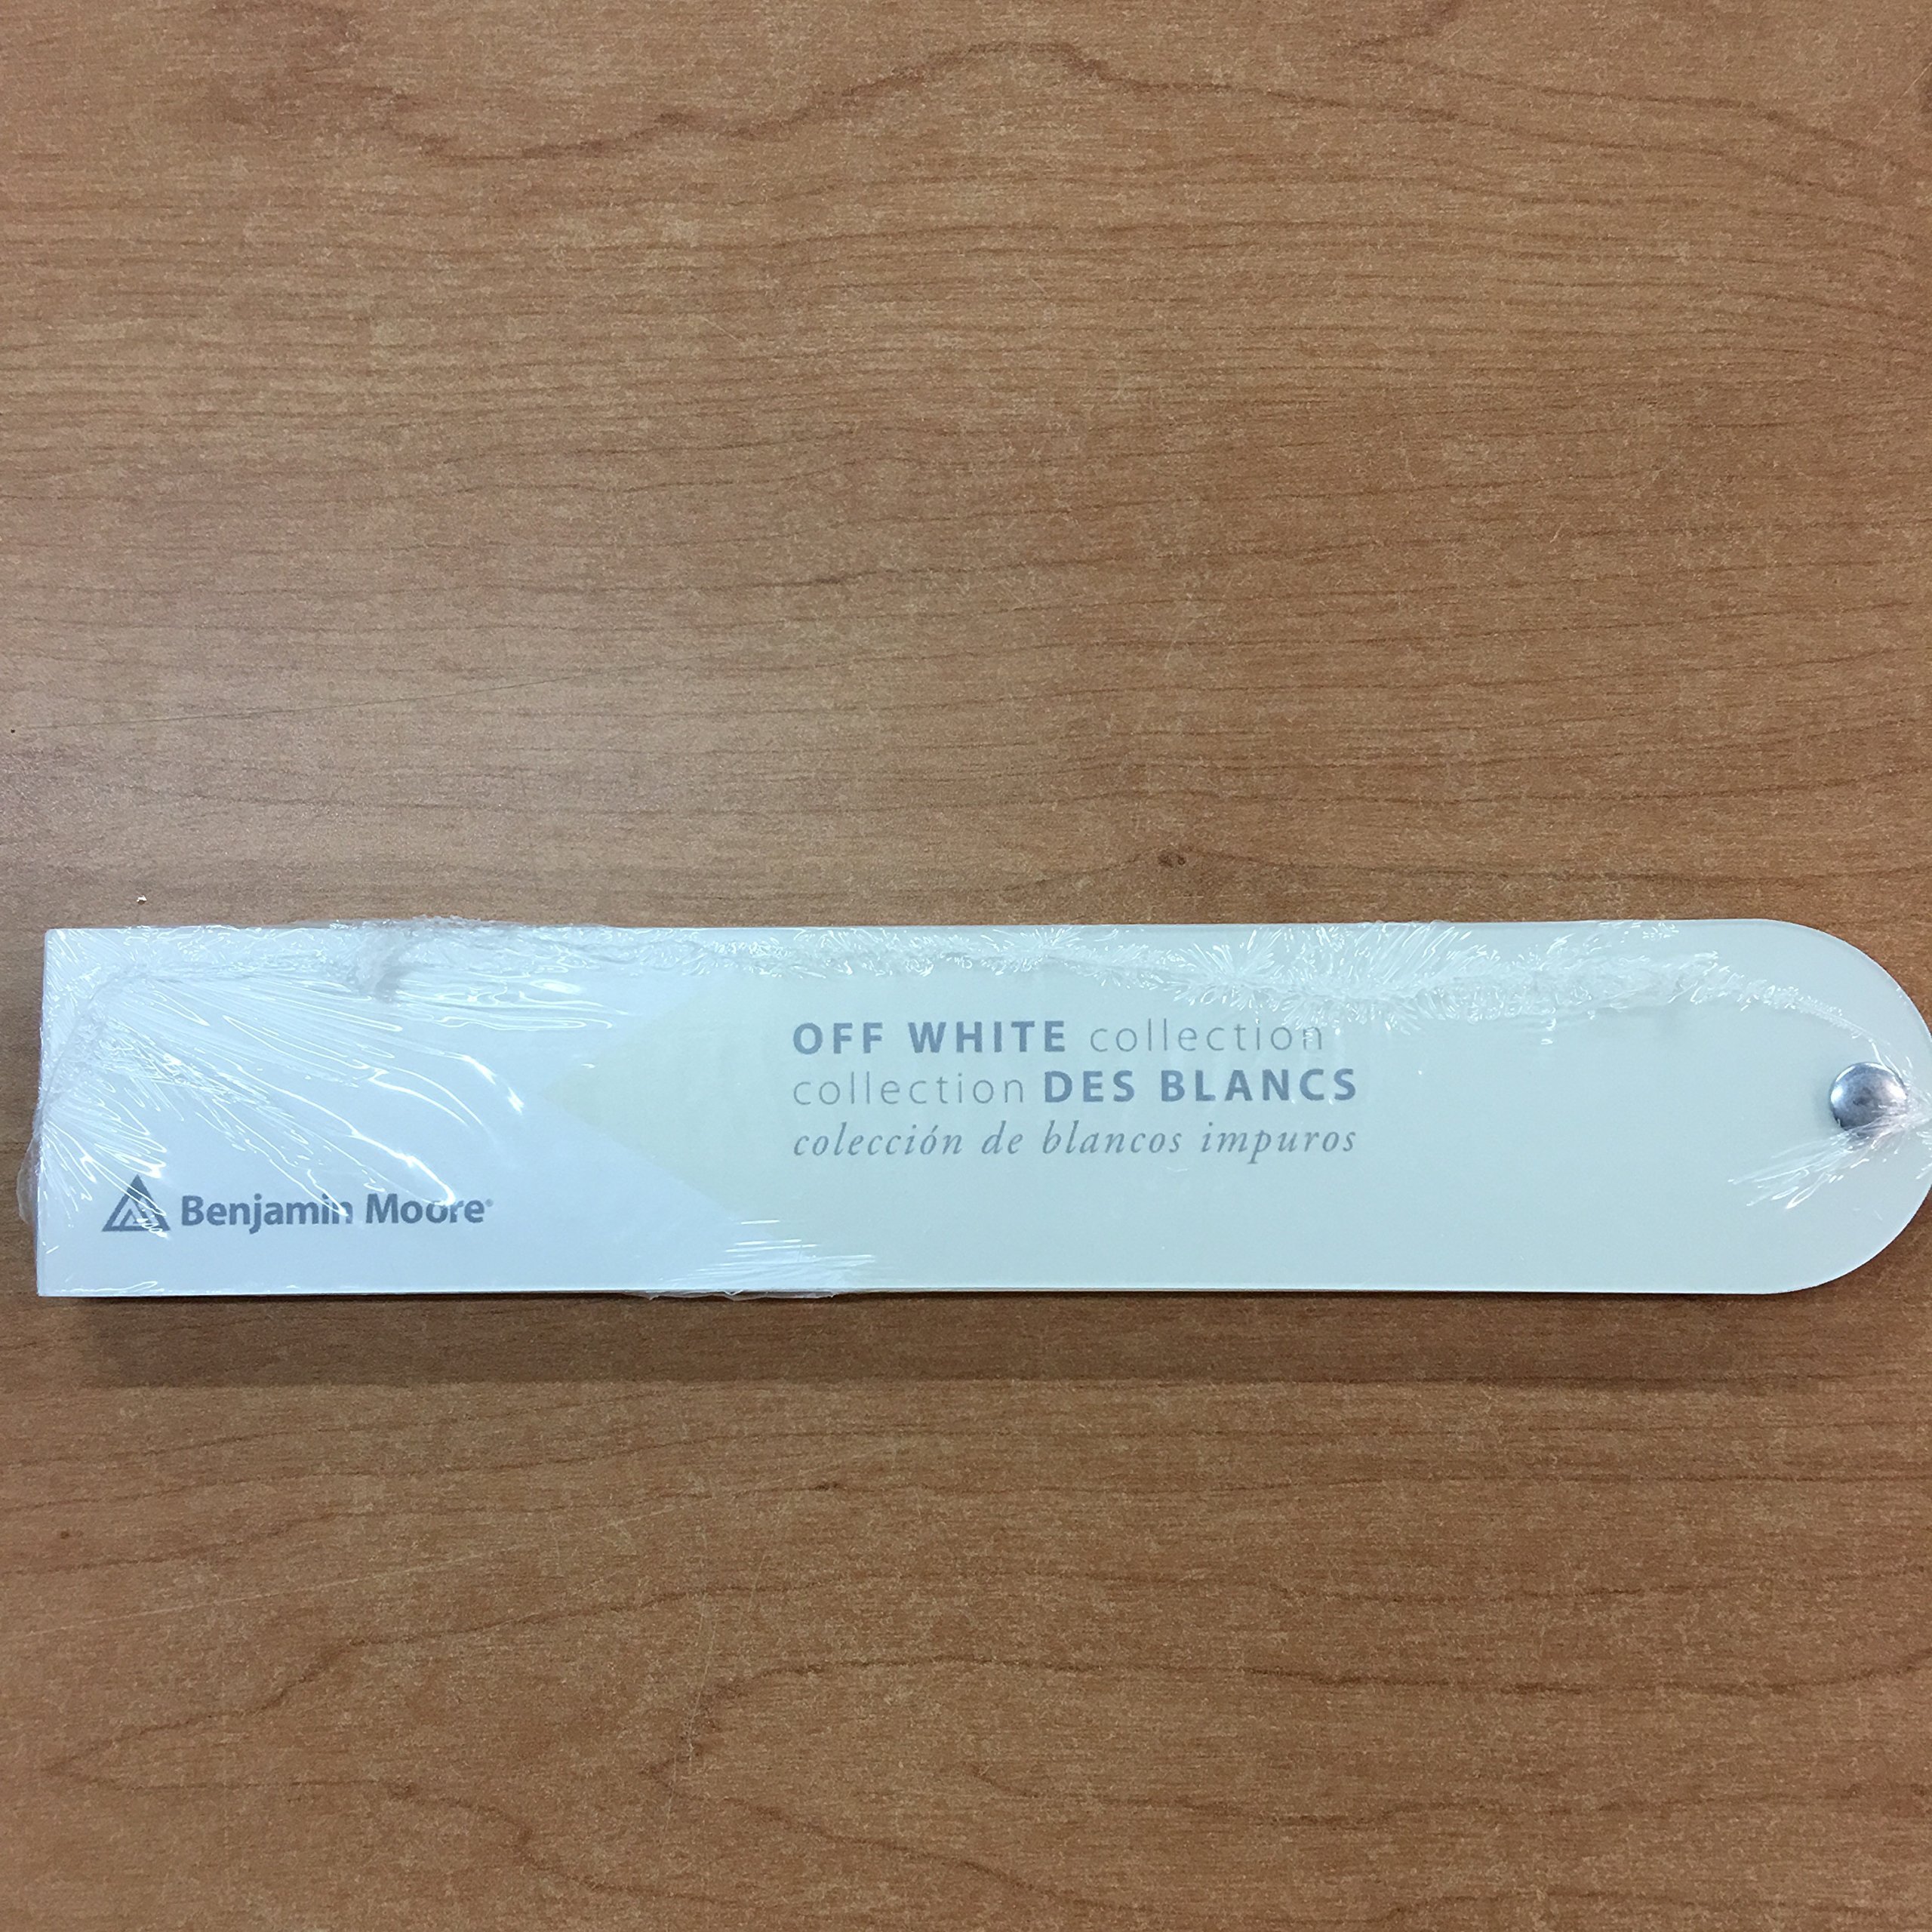 OFF WHITE collection
collection DES BLANCS
colección de blancos impuros
Benjamin Moore®